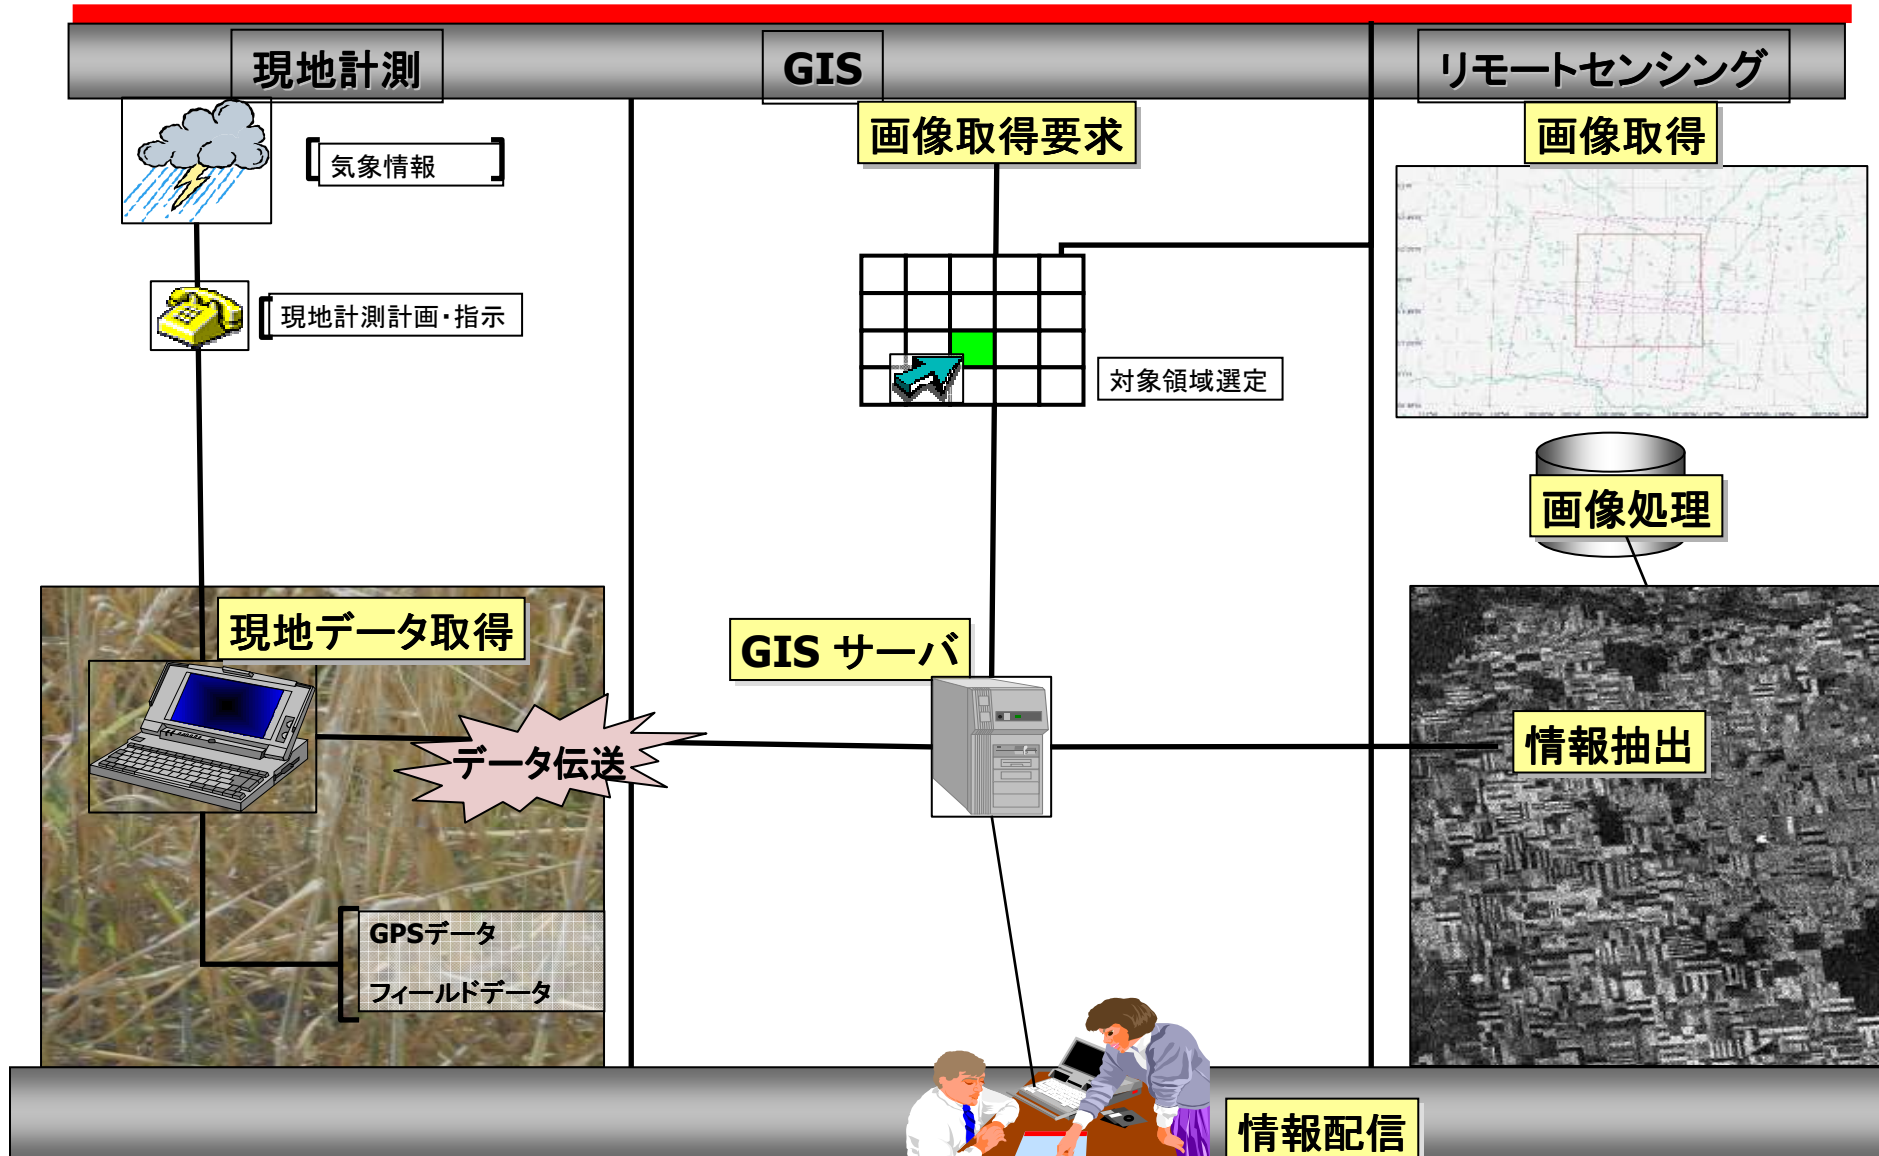 現地計測
GIS
リモートセンシング
画像取得要求
画像取得
気象情報
現地計測計画・指示
対象領域選定
画像処理
現地データ取得
GIS サーバ
データ伝送
情報抽出
GPSデータ
フィールドデータ
情報配信